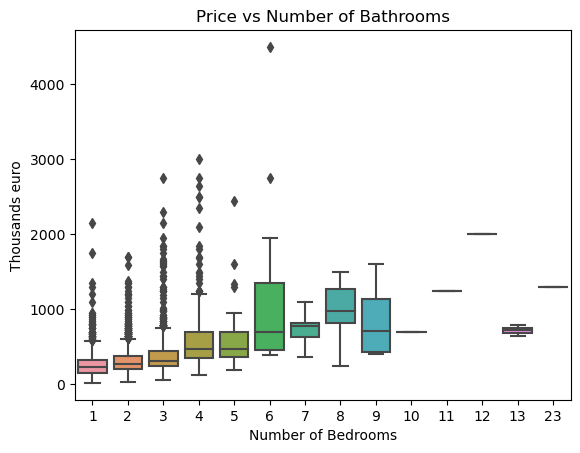 Price vs Number of Bathrooms
Thousands euro
4000
3000
2000
1000
0
1 2 3 4 5 6 7 8 9 10 11 12 13 23
Number of Bedrooms